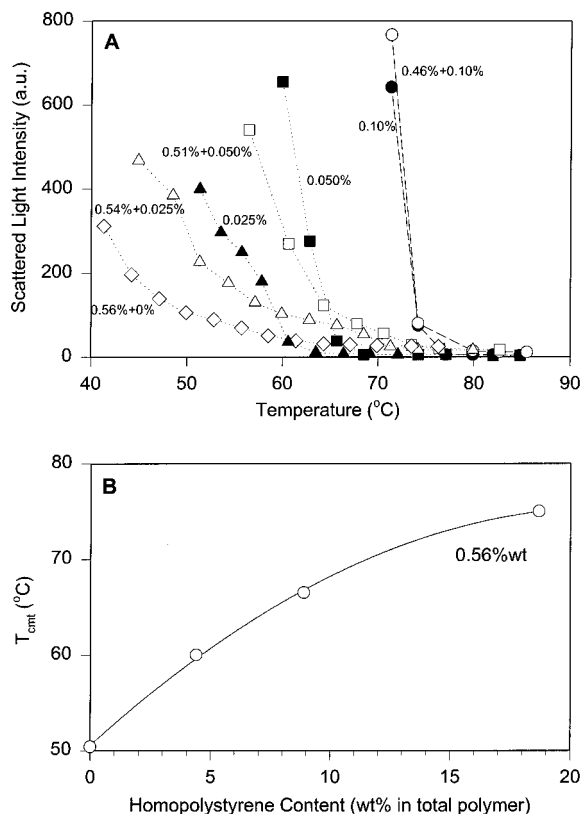 800
A
0.46%+0.10%
600
0.10%
0.51%+0.050%
400
0.050%
0.54%+0.025%
0.025%
200
0.56%+0%
0
Scattered Light Intensity (a.u.)
40 50 60 70 80 90
Temperature (°C)
80
B
70
0.56%wt
60
50
T_cmt (°C)
0 5 10 15 20
Homopolystyrene Content (wt% in total polymer)